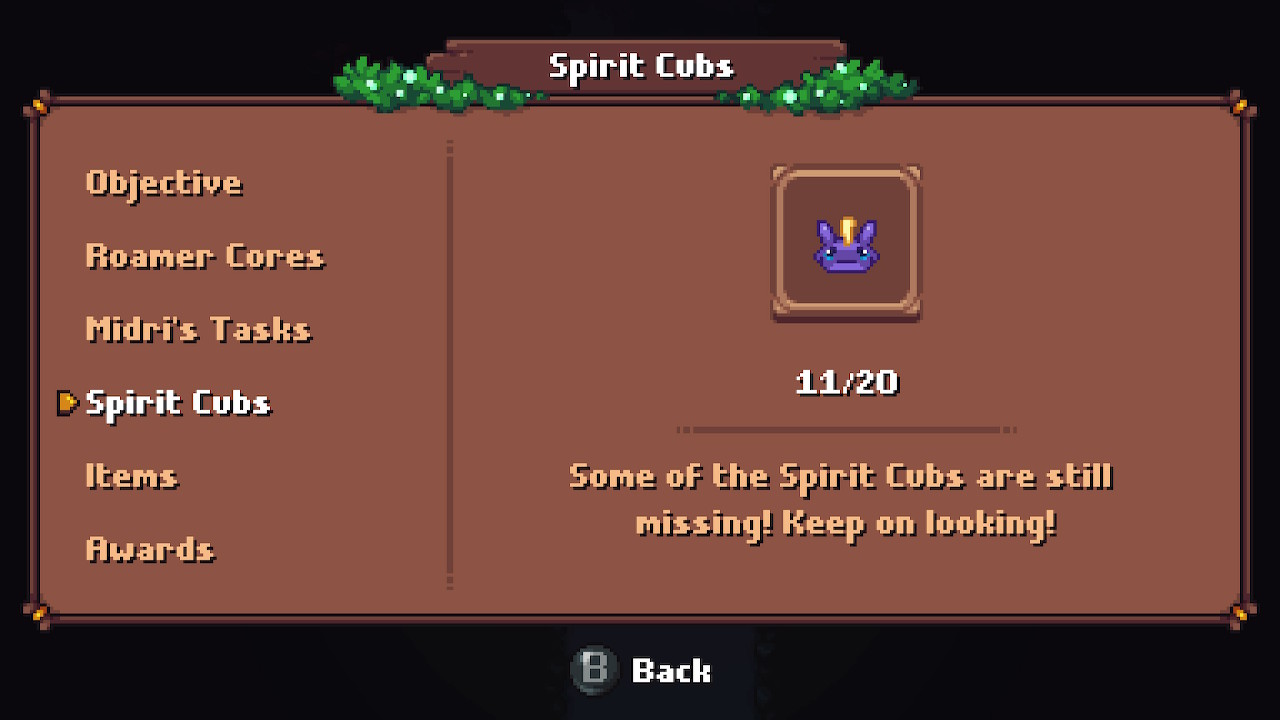 Spirit Cubs
Objective
Roamer Cores
Midri's Tasks
Spirit Cubs
Items
Awards
11/20
Some of the Spirit Cubs are still
missing! Keep on looking!
B Back